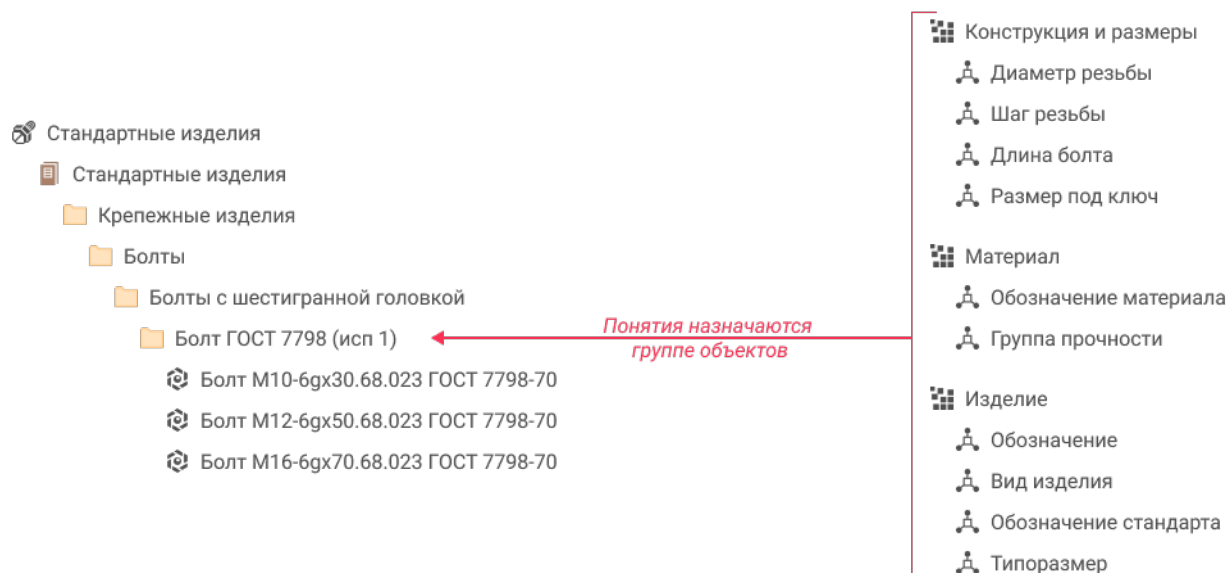 Стандартные изделия
Стандартные изделия
Крепежные изделия
Болты
Болты с шестигранной головкой
Болт ГОСТ 7798 (исп 1)
Болт М10-6gx30.68.023 ГОСТ 7798-70
Болт М12-6gx50.68.023 ГОСТ 7798-70
Болт М16-6gx70.68.023 ГОСТ 7798-70
Понятия назначаются
группе объектов
Конструкция и размеры
Диаметр резьбы
Шаг резьбы
Длина болта
Размер под ключ
Материал
Обозначение материала
Группа прочности
Изделие
Обозначение
Вид изделия
Обозначение стандарта
Типоразмер